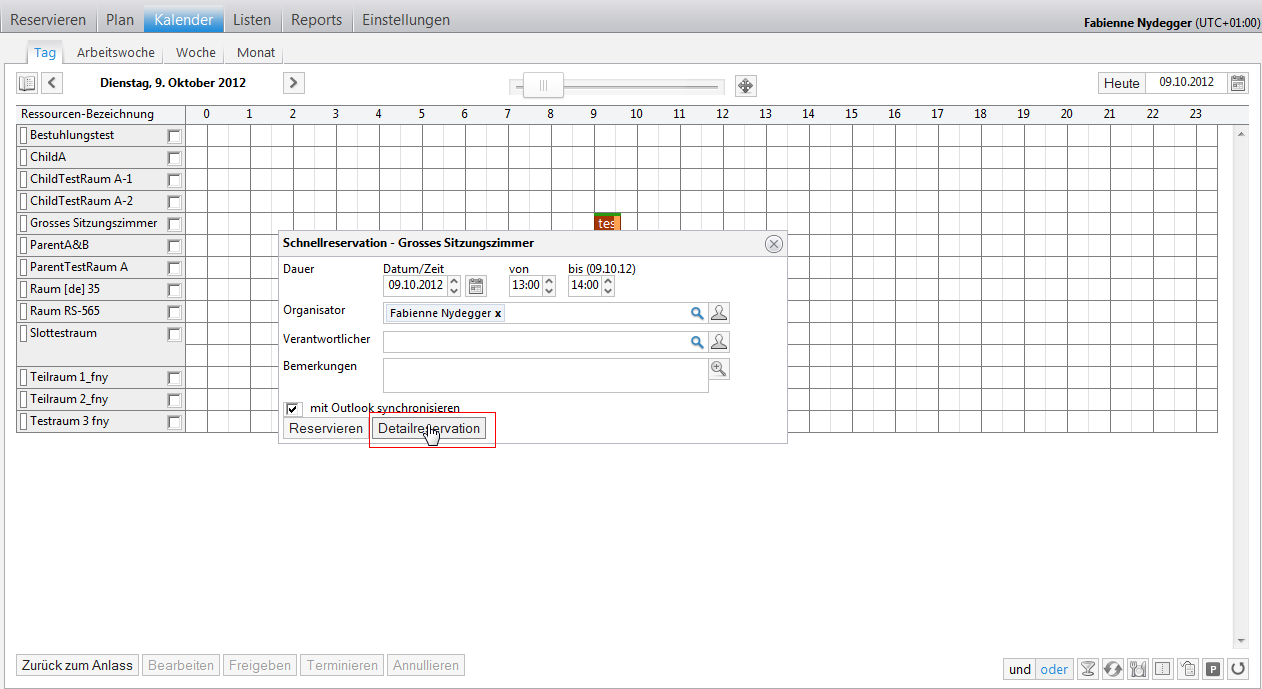 Reservieren Plan Kalender Listen Reports Einstellungen
Fabienne Nydegger (UTC+01:00)
Tag Arbeitswoche Woche Monat
Dienstag, 9. Oktober 2012 Heute 09.10.2012
Ressourcen-Bezeichnung 0 1 2 3 4 5 6 7 8 9 10 11 12 13 14 15 16 17 18 19 20 21 22 23
Bestuhlungstest
ChildA
ChildTestRaum A-1
ChildTestRaum A-2
Grosses Sitzungszimmer tes
ParentA&B
ParentTestRaum A
Raum [de] 35
Raum RS-565
Slottestraum
Teilraum 1_fny
Teilraum 2_fny
Testraum 3 fny
Schnellreservation - Grosses Sitzungszimmer
Dauer Datum/Zeit von bis (09.10.12)
09.10.2012 13:00 14:00
Organisator Fabienne Nydegger x
Verantwortlicher
Bemerkungen
mit Outlook synchronisieren
Reservieren Detailreservation
Zurück zum Anlass Bearbeiten Freigeben Terminieren Annullieren
und oder P